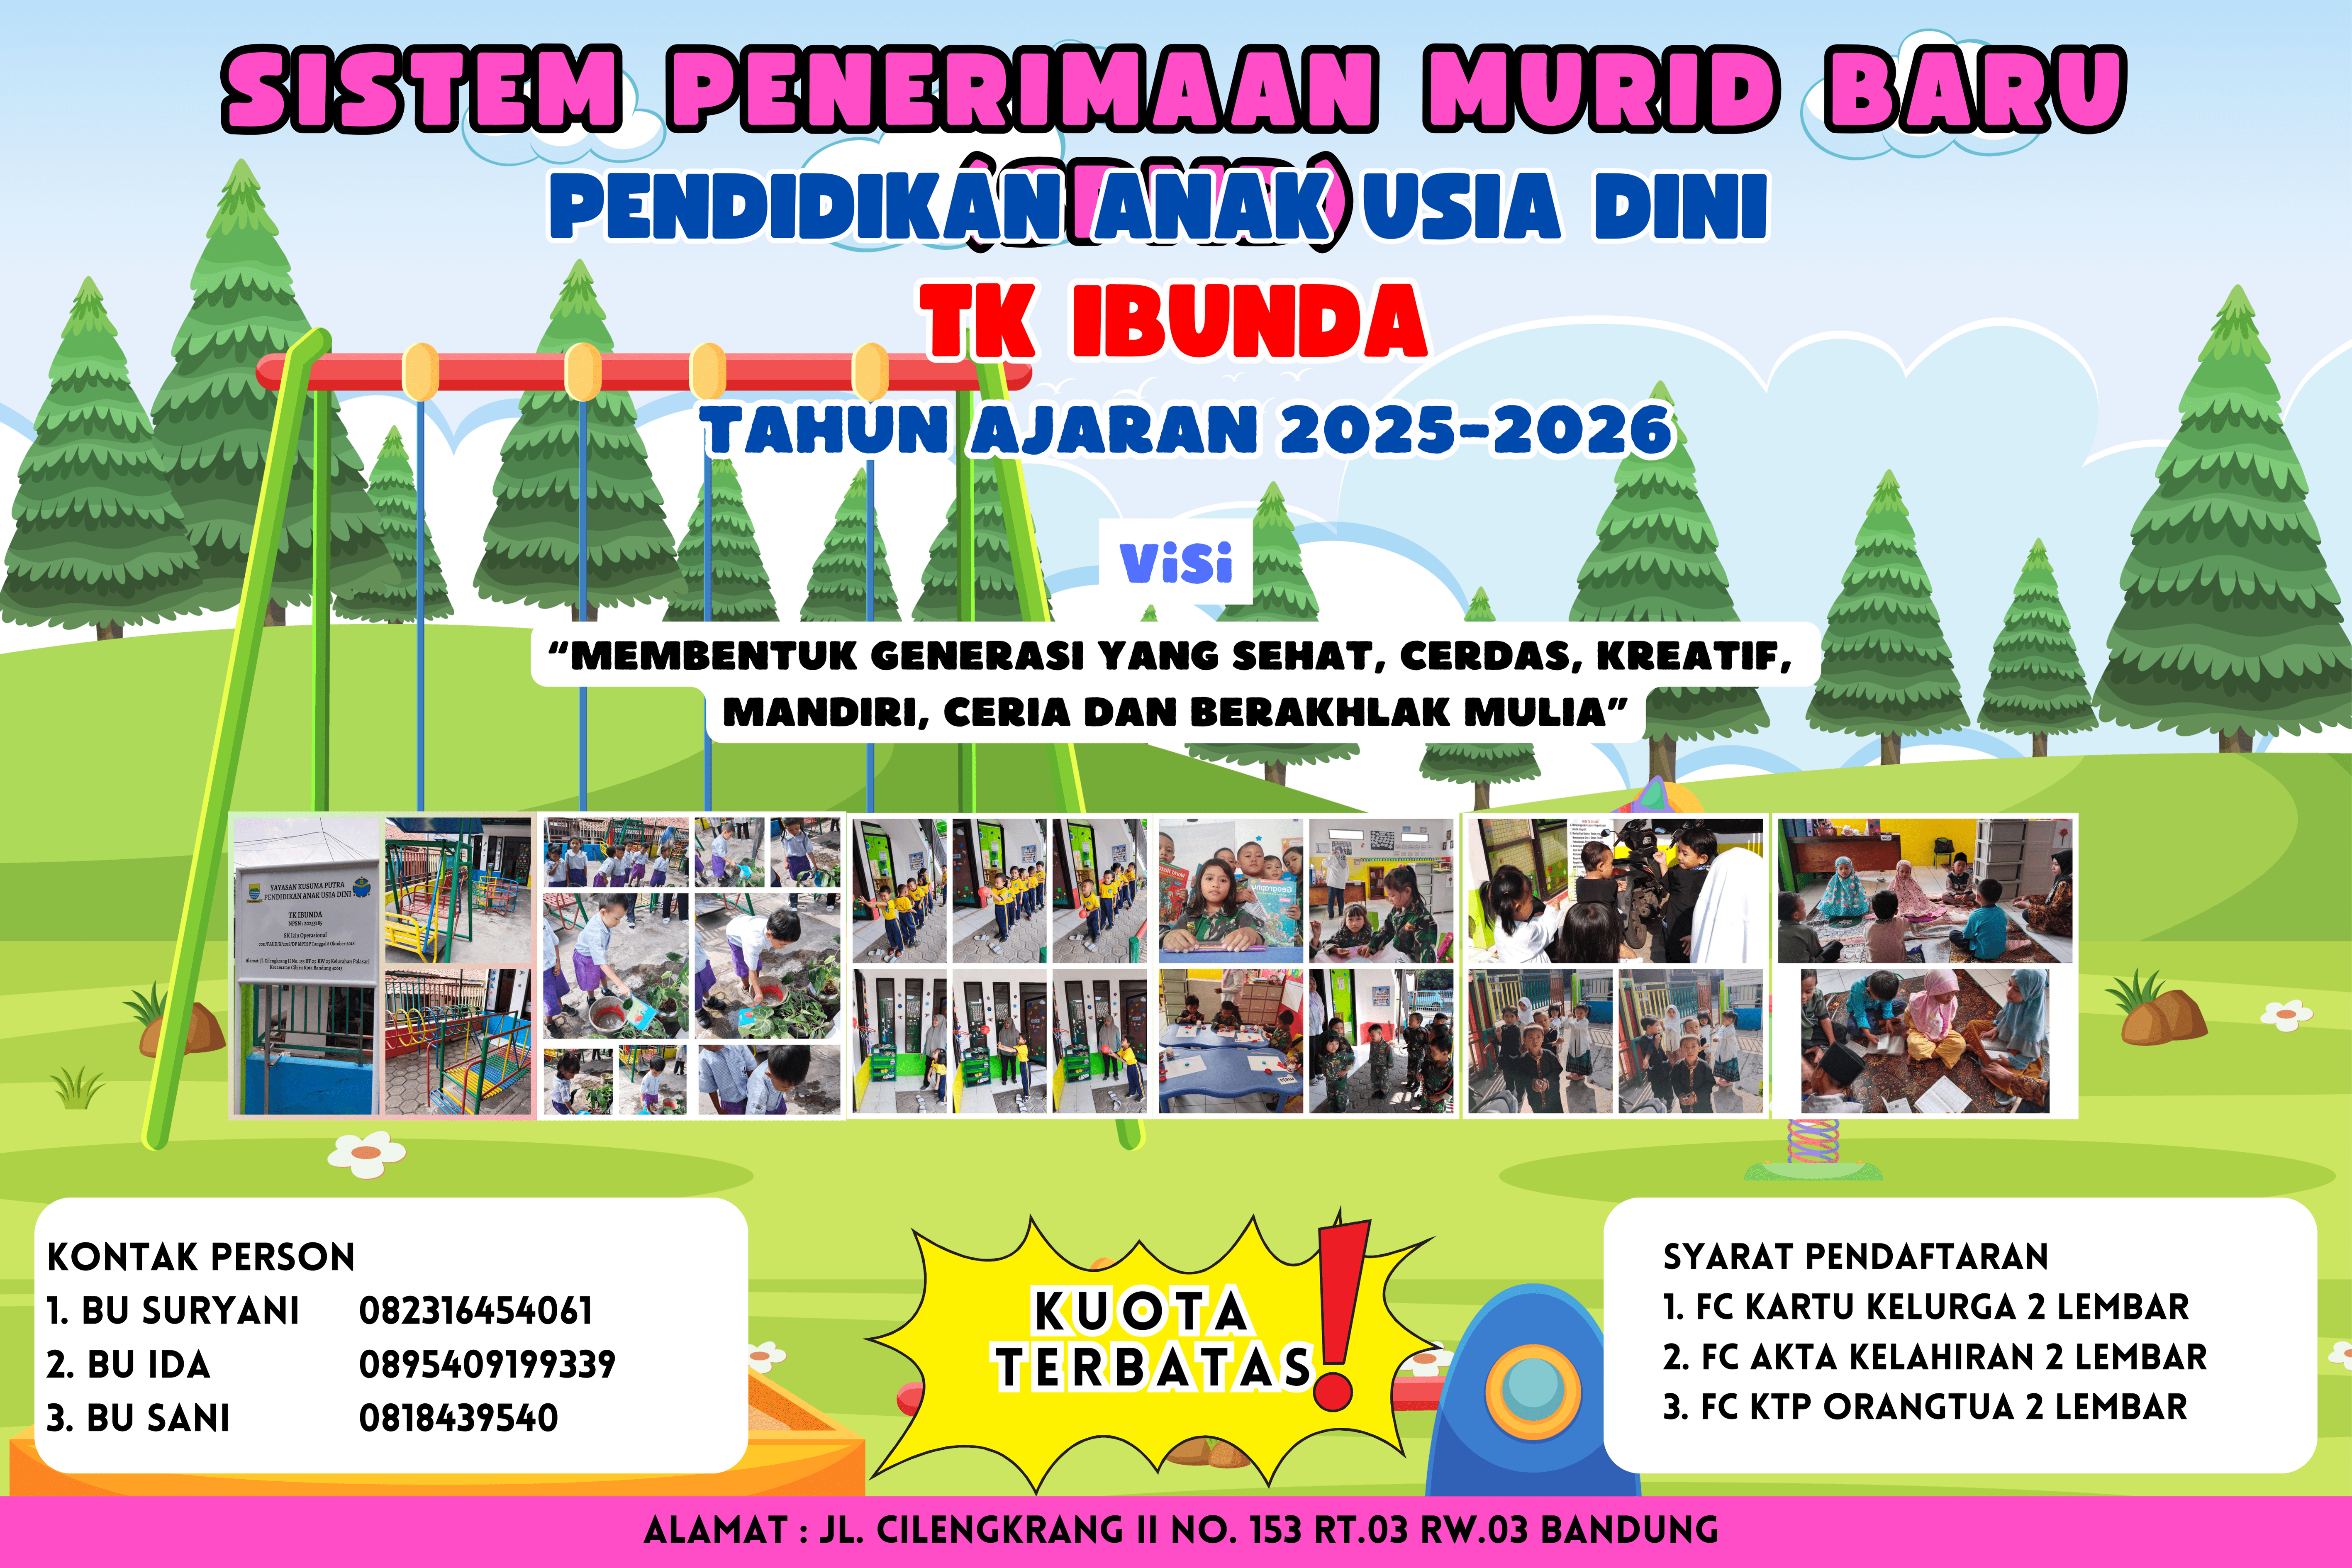 SISTEM PENERIMAAN MURID BARU
PENDIDIKAN ANAK USIA DINI
TK IBUNDA
TAHUN AJARAN 2025-2026
ViSi
“MEMBENTUK GENERASI YANG SEHAT, CERDAS, KREATIF,
MANDIRI, CERIA DAN BERAKHLAK MULIA”
YAYASAN KUSUMA PUTRA
PENDIDIKAN ANAK USIA DINI
TK IBUNDA
SK Izin Operasional
Geographic
KONTAK PERSON
1. BU SURYANI 082316454061
2. BU IDA 0895409199339
3. BU SANI 0818439540
KUOTA
TERBATAS!
SYARAT PENDAFTARAN
1. FC KARTU KELURGA 2 LEMBAR
2. FC AKTA KELAHIRAN 2 LEMBAR
3. FC KTP ORANGTUA 2 LEMBAR
ALAMAT : JL. CILENGKRANG II NO. 153 RT.03 RW.03 BANDUNG